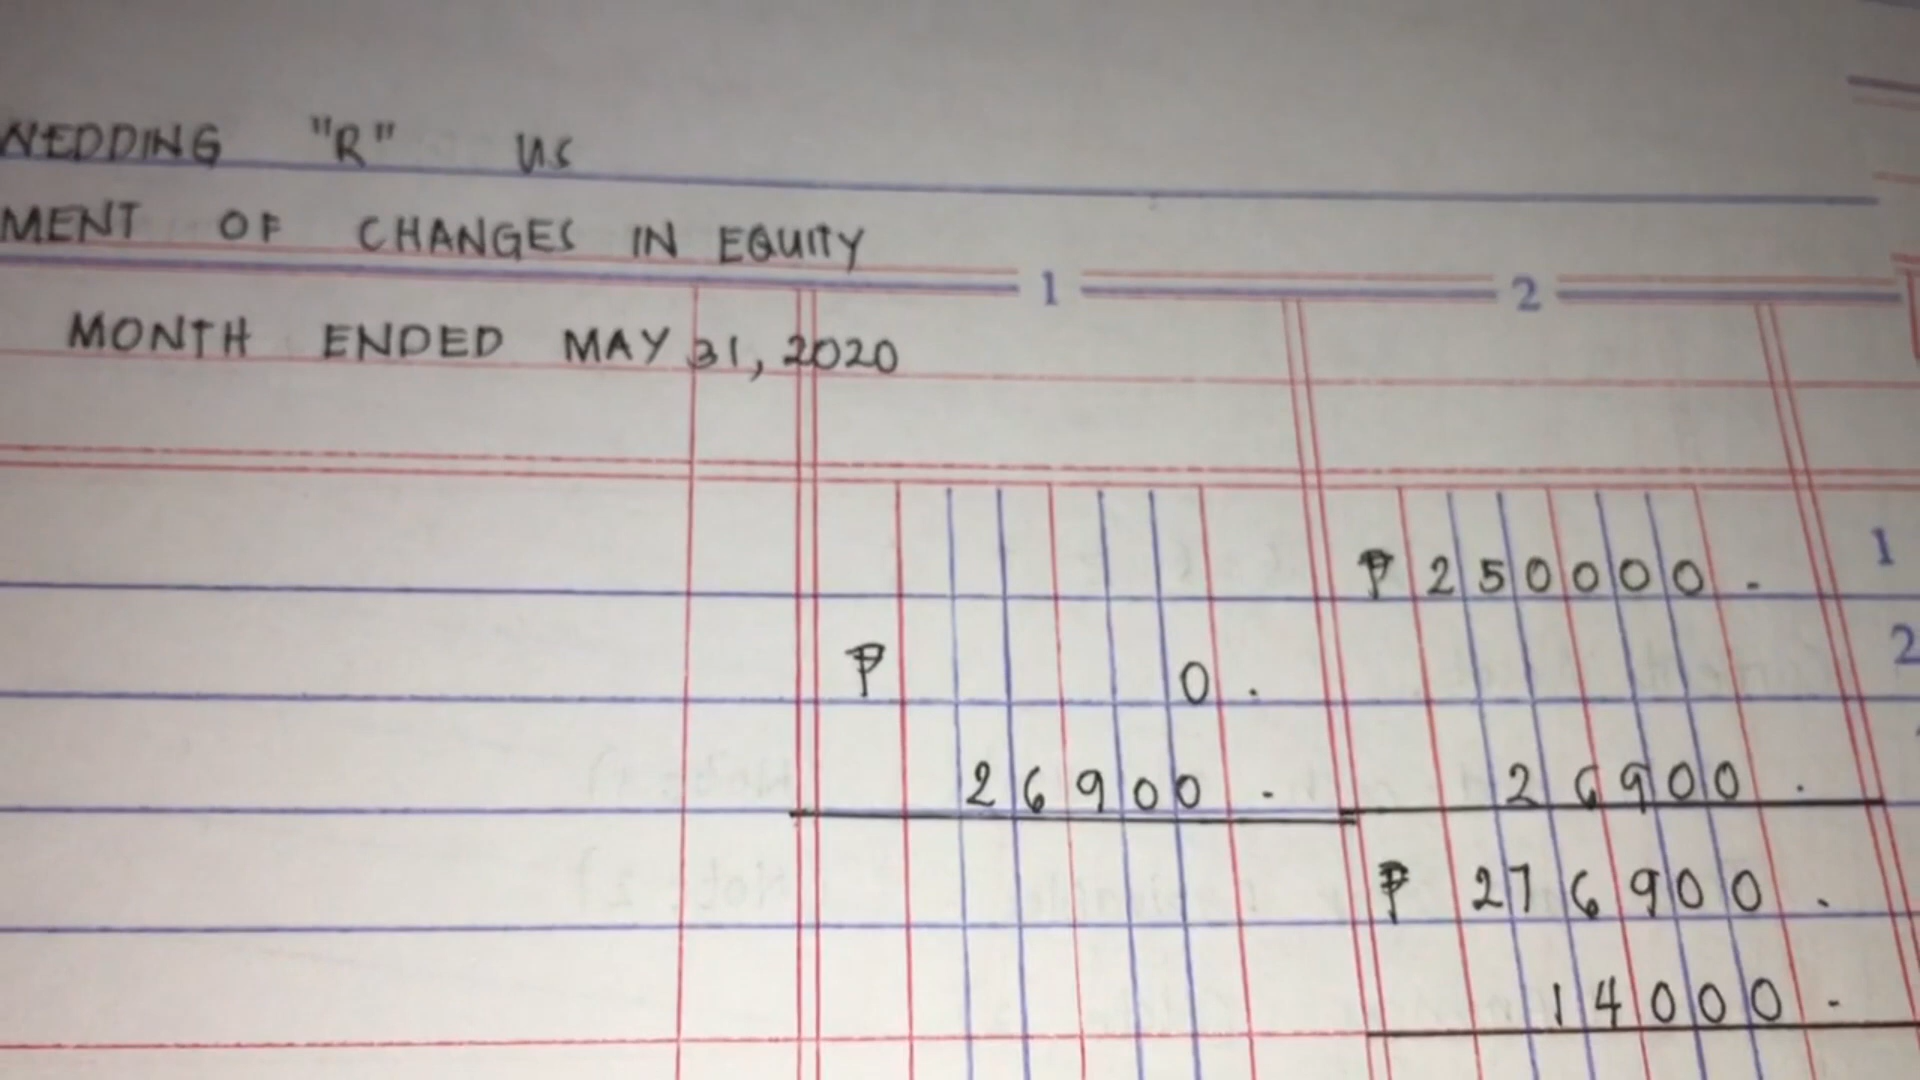 WEDDING "R" US
MENT OF CHANGES IN EQUITY
1 2
MONTH ENDED MAY 31, 2020
₱ 250000. 1
₱ 0. 2
26900. 26900.
₱ 276900.
14000.